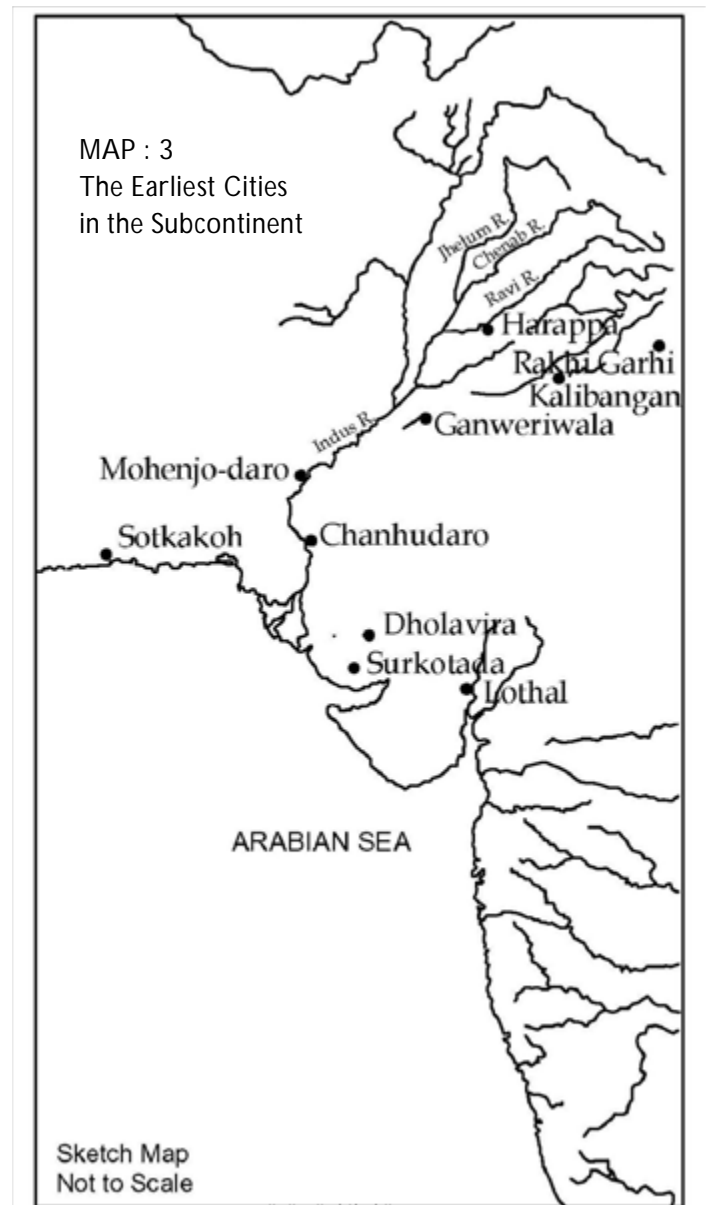 MAP : 3
The Earliest Cities
in the Subcontinent
Jhelum R.
Chenab R.
Ravi R.
Harappa
Rakhi Garhi
Kalibangan
Ganweriwala
Indus R.
Mohenjo-daro
Sotkakoh
Chanhudaro
Dholavira
Surkotada
Lothal
ARABIAN SEA
Sketch Map
Not to Scale